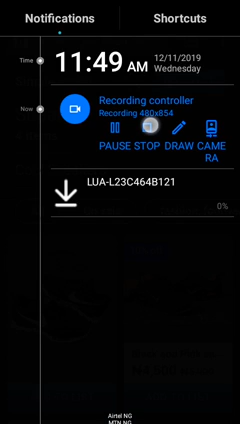 Notifications
Shortcuts
Time
11:49 AM
12/11/2019
Wednesday
Now
Recording controller
Recording 480x854
PAUSE STOP DRAW CAME
RA
LUA-L23C464B121
0%
Airtel NG
MTN NG